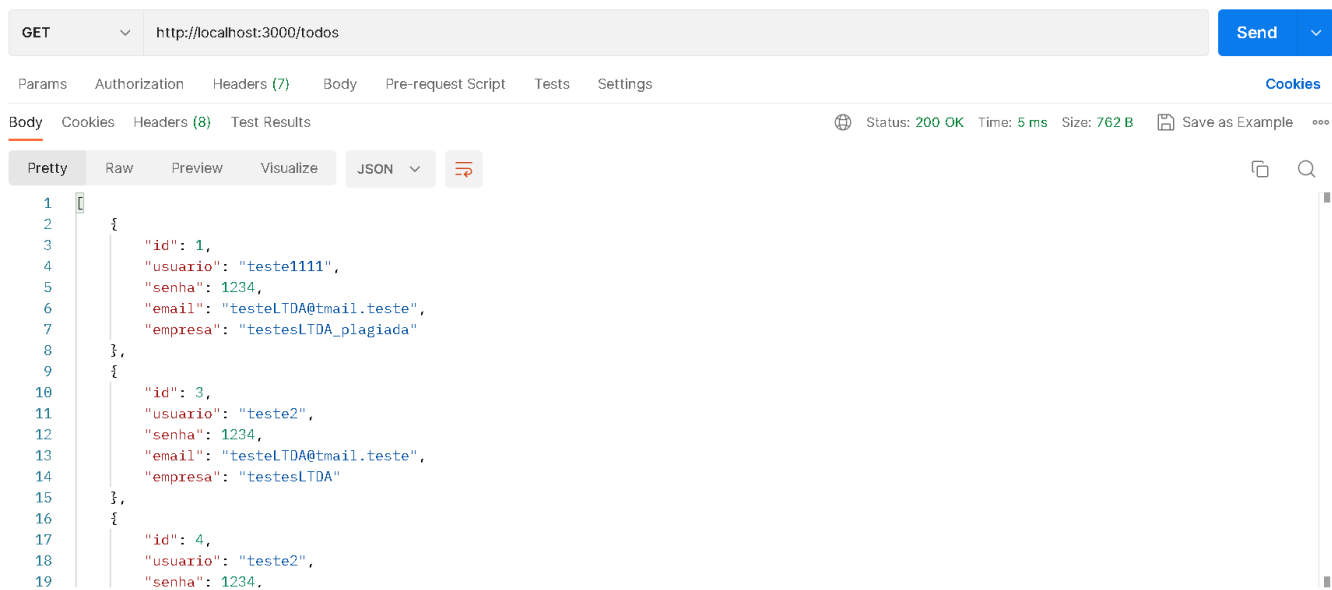 GET http://localhost:3000/todos Send
Params Authorization Headers (7) Body Pre-request Script Tests Settings Cookies
Body Cookies Headers (8) Test Results Status: 200 OK Time: 5 ms Size: 762 B Save as Example
Pretty Raw Preview Visualize JSON
1 [
2 {
3 "id": 1,
4 "usuario": "teste1111",
5 "senha": 1234,
6 "email": "testeLTDA@tmail.teste",
7 "empresa": "testesLTDA_plagiada"
8 },
9 {
10 "id": 3,
11 "usuario": "teste2",
12 "senha": 1234,
13 "email": "testeLTDA@tmail.teste",
14 "empresa": "testesLTDA"
15 },
16 {
17 "id": 4,
18 "usuario": "teste2",
19 "senha": 1234,